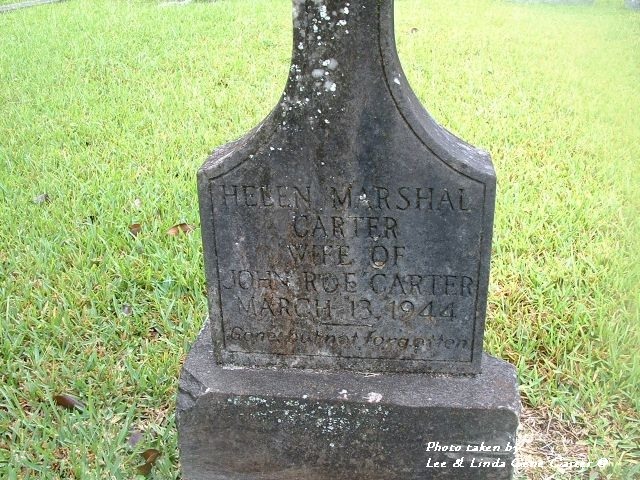 HELEN MARSHAL
CARTER
WIFE OF
JOHN ROE CARTER
MARCH 13, 1944
Gone but not forgotten
Photo taken by
Lee & Linda